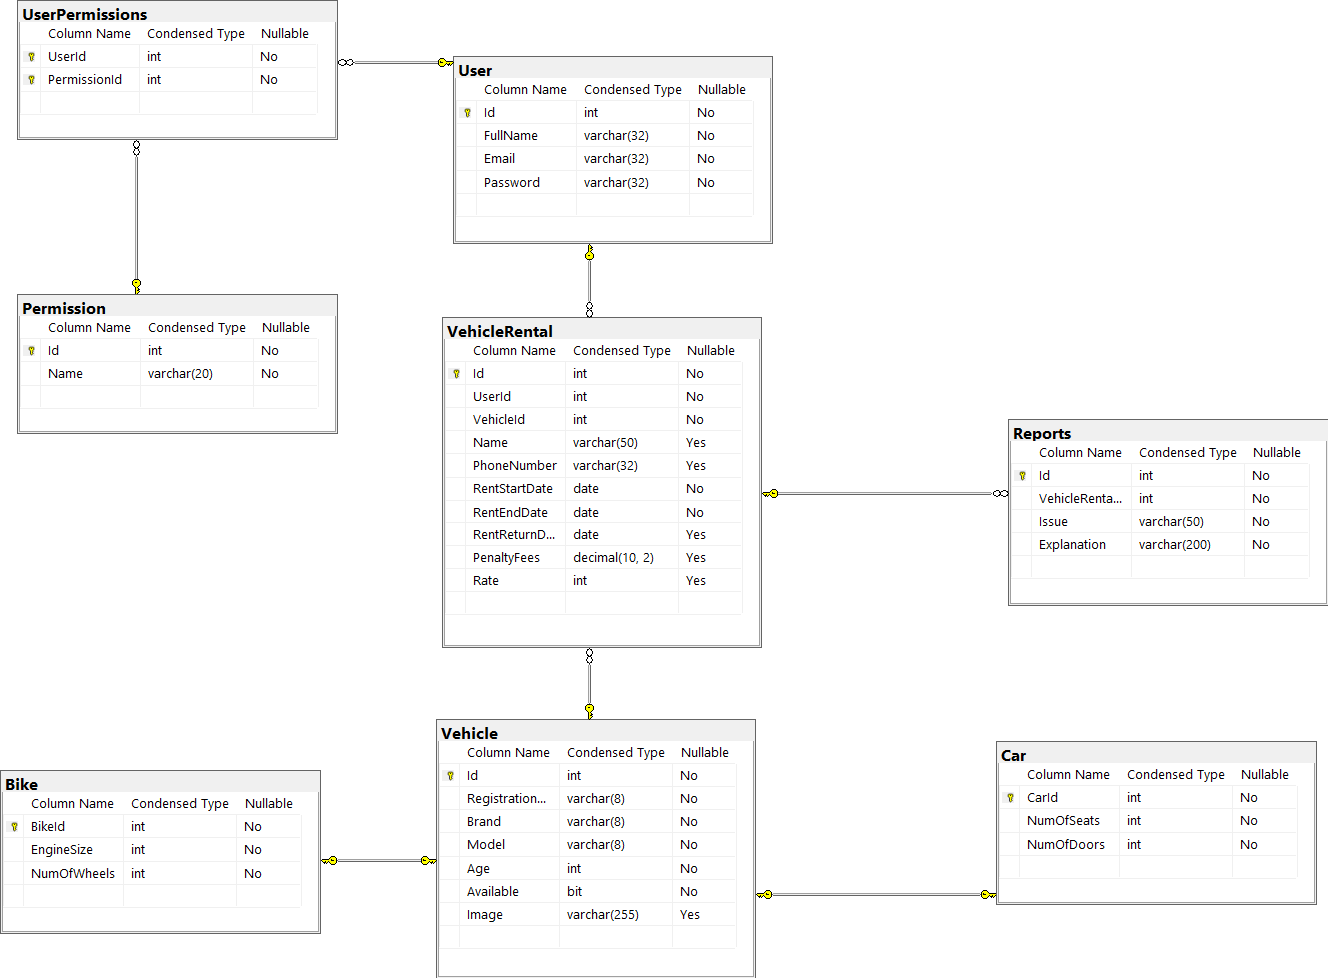 UserPermissions
Column Name Condensed Type Nullable
UserId int No
PermissionId int No
User
Column Name Condensed Type Nullable
Id int No
FullName varchar(32) No
Email varchar(32) No
Password varchar(32) No
Permission
Column Name Condensed Type Nullable
Id int No
Name varchar(20) No
VehicleRental
Column Name Condensed Type Nullable
Id int No
UserId int No
VehicleId int No
Name varchar(50) Yes
PhoneNumber varchar(32) Yes
RentStartDate date No
RentEndDate date No
RentReturnD... date Yes
PenaltyFees decimal(10, 2) Yes
Rate int Yes
Reports
Column Name Condensed Type Nullable
Id int No
VehicleRenta... int No
Issue varchar(50) No
Explanation varchar(200) No
Vehicle
Column Name Condensed Type Nullable
Id int No
Registration... varchar(8) No
Brand varchar(8) No
Model varchar(8) No
Age int No
Available bit No
Image varchar(255) Yes
Bike
Column Name Condensed Type Nullable
BikeId int No
EngineSize int No
NumOfWheels int No
Car
Column Name Condensed Type Nullable
CarId int No
NumOfSeats int No
NumOfDoors int No